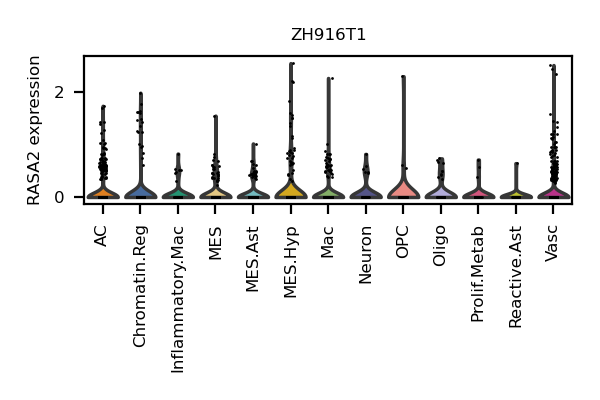 ZH916T1
RASA2 expression
2
0
AC
Chromatin.Reg
Inflammatory.Mac
MES
MES.Ast
MES.Hyp
Mac
Neuron
OPC
Oligo
Prolif.Metab
Reactive.Ast
Vasc